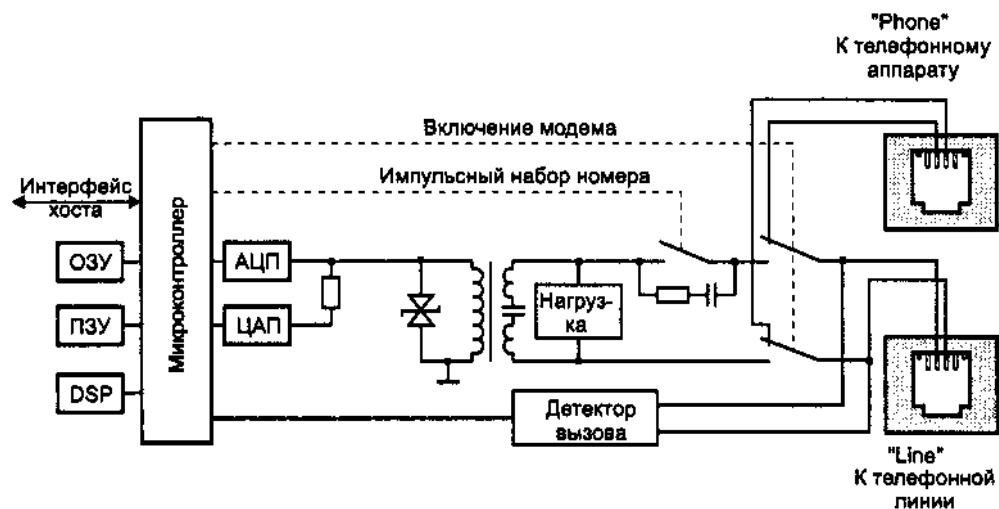 "Phone"
К телефонному
аппарату
Включение модема
Импульсный набор номера
Интерфейс
хоста
Микроконтроллер
ОЗУ
АЦП
ПЗУ
ЦАП
DSP
Нагруз-
ка
Детектор
вызова
"Line"
К телефонной
линии